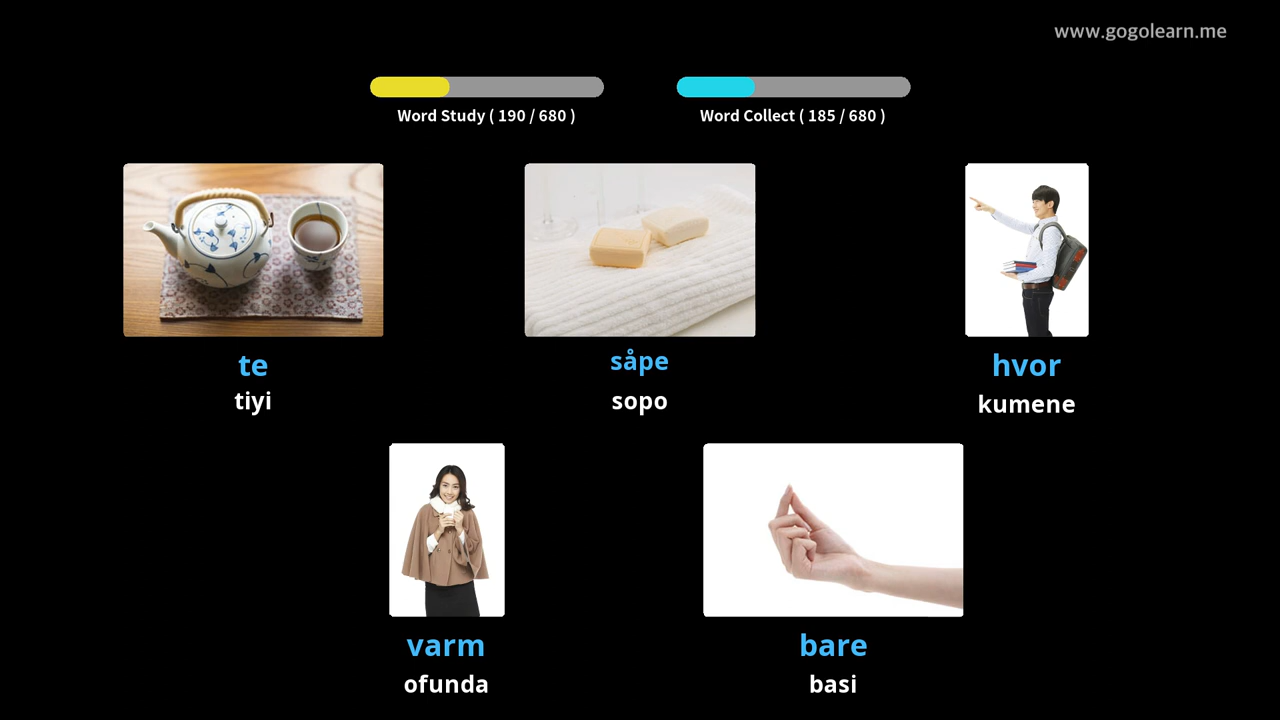 www.gogolearn.me
Word Study ( 190 / 680 )
Word Collect ( 185 / 680 )
te
tiyi
såpe
sopo
hvor
kumene
varm
ofunda
bare
basi